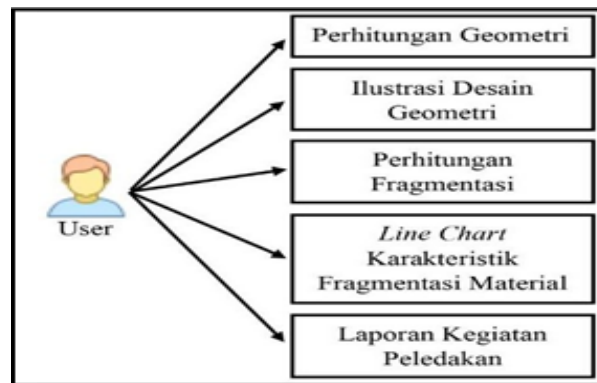 Perhitungan Geometri
Ilustrasi Desain
Geometri
Perhitungan
Fragmentasi
User
Line Chart
Karakteristik
Fragmentasi Material
Laporan Kegiatan
Peledakan